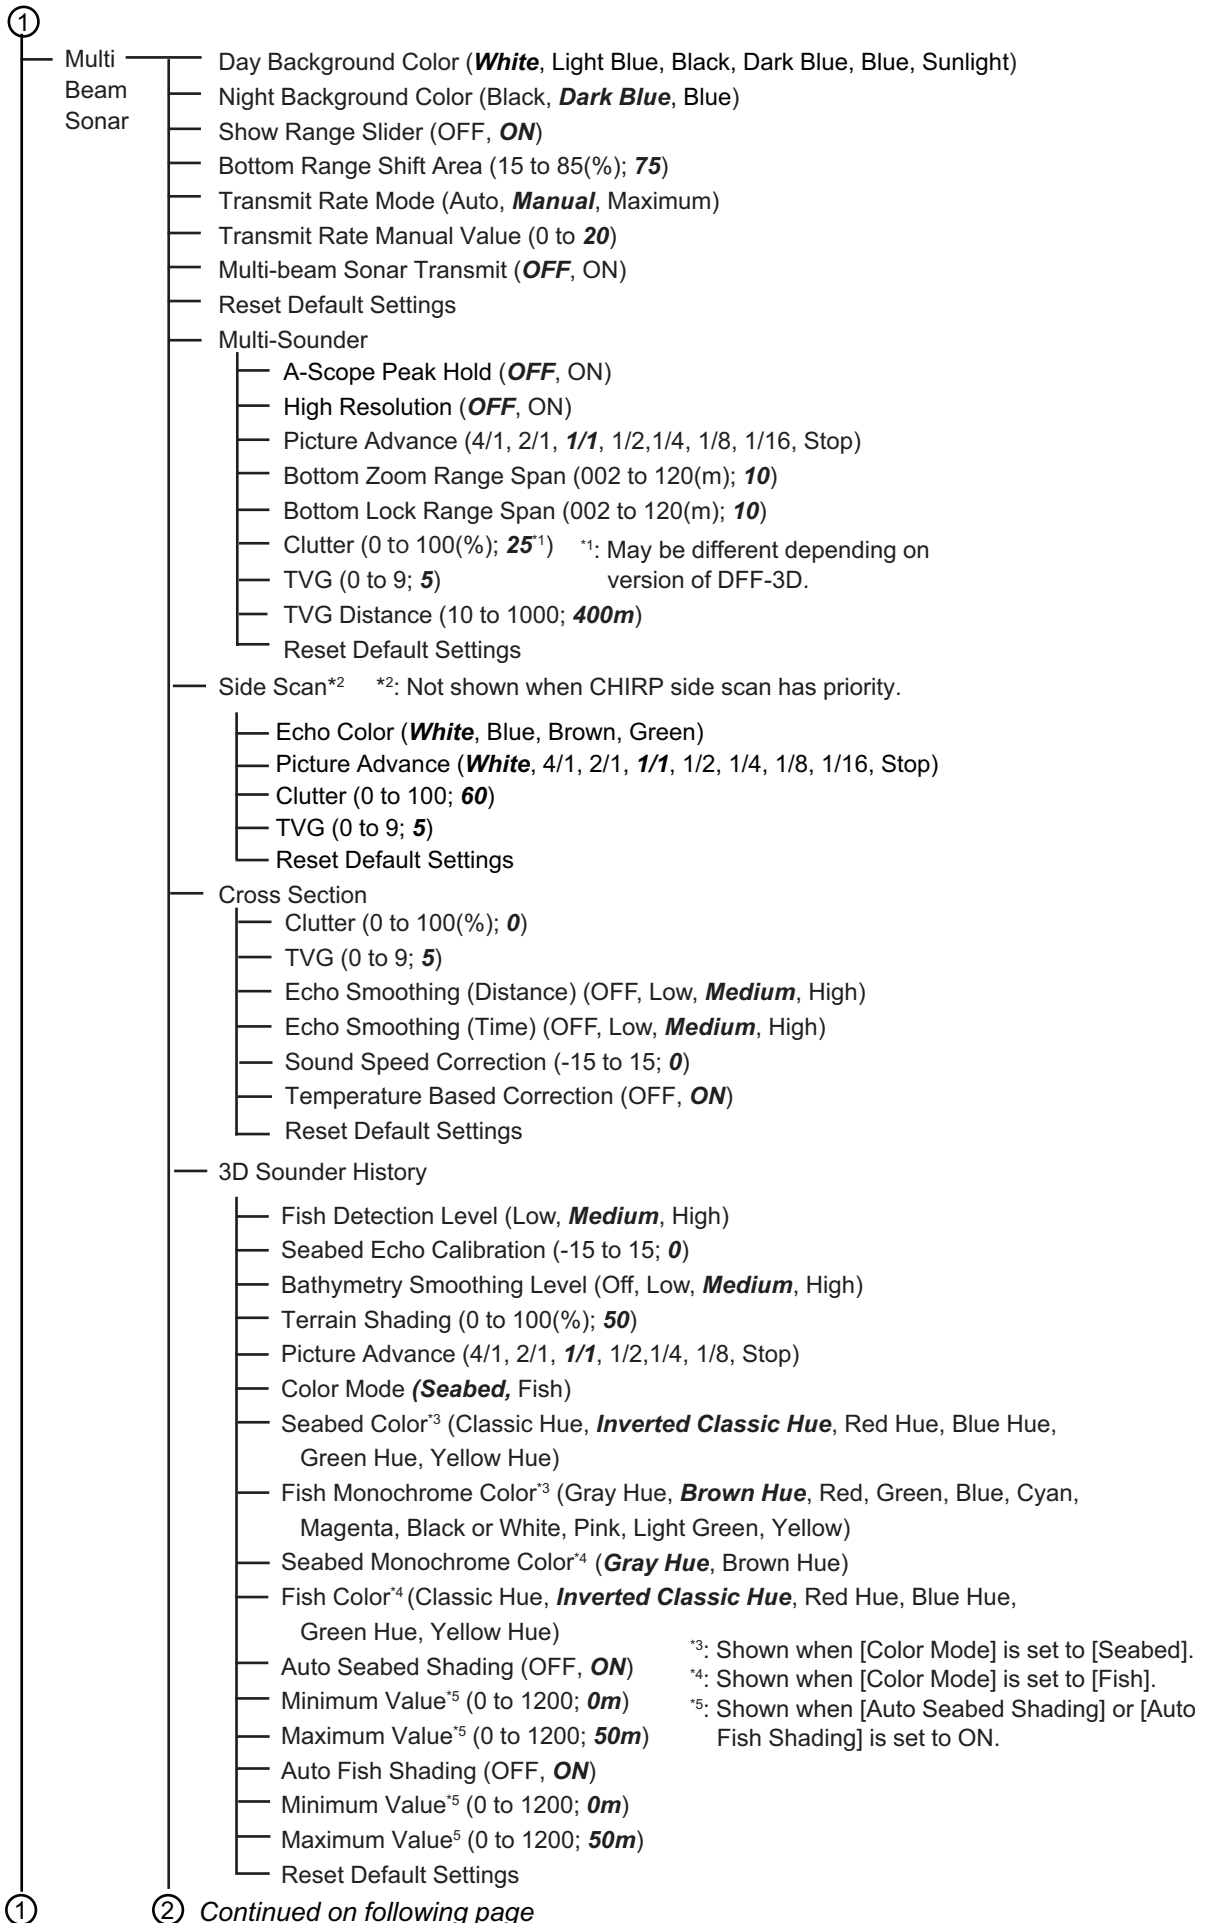 1
Multi
Beam
Sonar
Day Background Color (White, Light Blue, Black, Dark Blue, Blue, Sunlight)
Night Background Color (Black, Dark Blue, Blue)
Show Range Slider (OFF, ON)
Bottom Range Shift Area (15 to 85(%); 75)
Transmit Rate Mode (Auto, Manual, Maximum)
Transmit Rate Manual Value (0 to 20)
Multi-beam Sonar Transmit (OFF, ON)
Reset Default Settings
Multi-Sounder
A-Scope Peak Hold (OFF, ON)
High Resolution (OFF, ON)
Picture Advance (4/1, 2/1, 1/1, 1/2,1/4, 1/8, 1/16, Stop)
Bottom Zoom Range Span (002 to 120(m); 10)
Bottom Lock Range Span (002 to 120(m); 10)
Clutter (0 to 100(%); 25*1)
*1: May be different depending on
version of DFF-3D.
TVG (0 to 9; 5)
TVG Distance (10 to 1000; 400m)
Reset Default Settings
Side Scan*2 *2: Not shown when CHIRP side scan has priority.
Echo Color (White, Blue, Brown, Green)
Picture Advance (White, 4/1, 2/1, 1/1, 1/2, 1/4, 1/8, 1/16, Stop)
Clutter (0 to 100; 60)
TVG (0 to 9; 5)
Reset Default Settings
Cross Section
Clutter (0 to 100(%); 0)
TVG (0 to 9; 5)
Echo Smoothing (Distance) (OFF, Low, Medium, High)
Echo Smoothing (Time) (OFF, Low, Medium, High)
Sound Speed Correction (-15 to 15; 0)
Temperature Based Correction (OFF, ON)
Reset Default Settings
3D Sounder History
Fish Detection Level (Low, Medium, High)
Seabed Echo Calibration (-15 to 15; 0)
Bathymetry Smoothing Level (Off, Low, Medium, High)
Terrain Shading (0 to 100(%); 50)
Picture Advance (4/1, 2/1, 1/1, 1/2,1/4, 1/8, Stop)
Color Mode (Seabed, Fish)
Seabed Color*3 (Classic Hue, Inverted Classic Hue, Red Hue, Blue Hue,
Green Hue, Yellow Hue)
Fish Monochrome Color*3 (Gray Hue, Brown Hue, Red, Green, Blue, Cyan,
Magenta, Black or White, Pink, Light Green, Yellow)
Seabed Monochrome Color*4 (Gray Hue, Brown Hue)
Fish Color*4 (Classic Hue, Inverted Classic Hue, Red Hue, Blue Hue,
Green Hue, Yellow Hue)
Auto Seabed Shading (OFF, ON)
Minimum Value*5 (0 to 1200; 0m)
Maximum Value*5 (0 to 1200; 50m)
*3: Shown when [Color Mode] is set to [Seabed].
*4: Shown when [Color Mode] is set to [Fish].
*5: Shown when [Auto Seabed Shading] or [Auto
Fish Shading] is set to ON.
Auto Fish Shading (OFF, ON)
Minimum Value*5 (0 to 1200; 0m)
Maximum Value5 (0 to 1200; 50m)
Reset Default Settings
1
2 Continued on following page